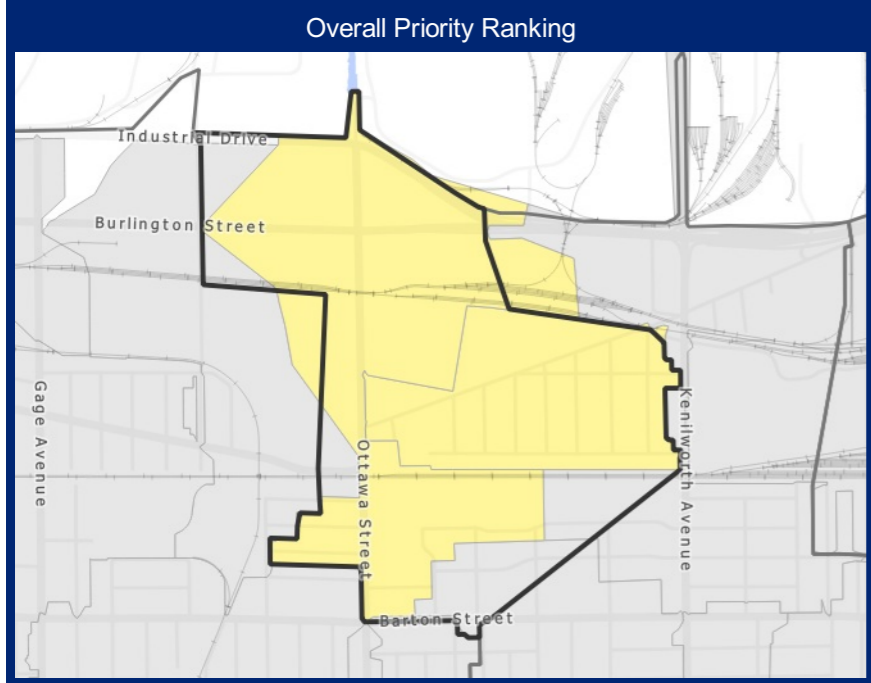 Overall Priority Ranking
Industrial Drive
Burlington Street
Gage Avenue
Ottawa Street
Kenilworth Avenue
Barton Street